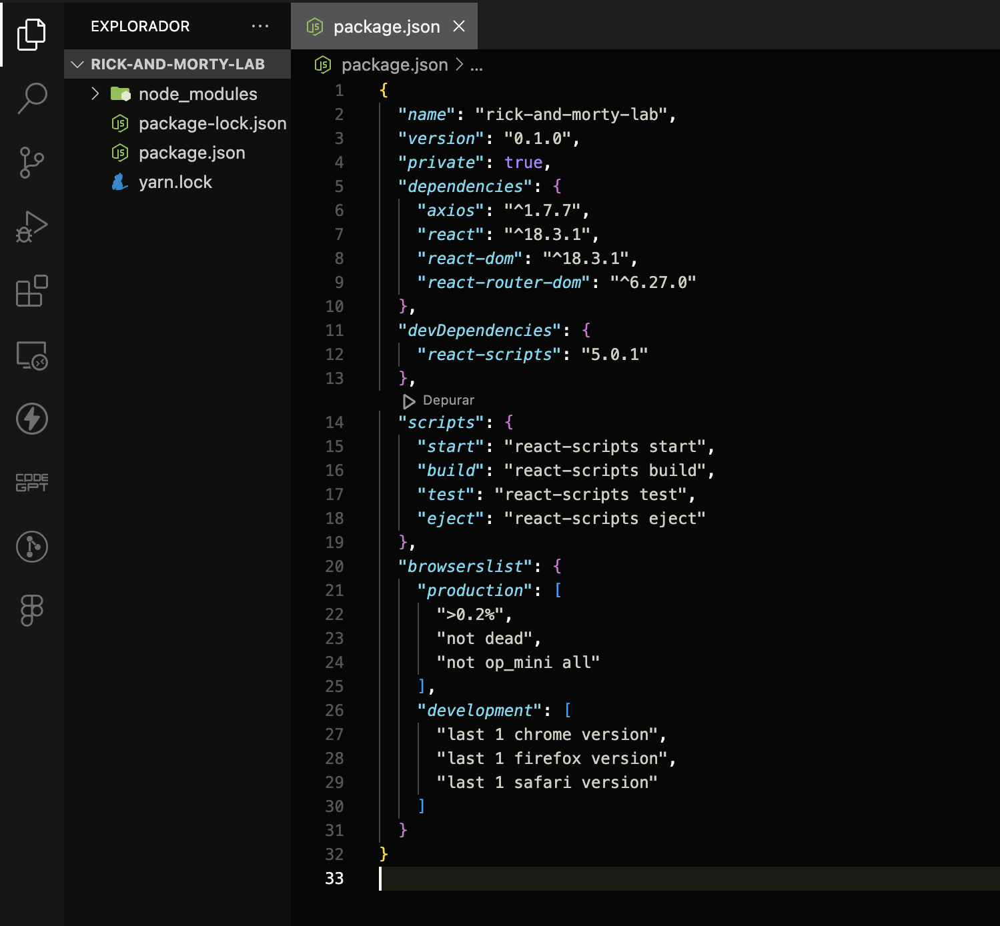 EXPLORADOR
package.json
RICK-AND-MORTY-LAB
node_modules
package-lock.json
package.json
yarn.lock
CODE
GPT
package.json > ...
1 {
2 "name": "rick-and-morty-lab",
3 "version": "0.1.0",
4 "private": true,
5 "dependencies": {
6 "axios": "^1.7.7",
7 "react": "^18.3.1",
8 "react-dom": "^18.3.1",
9 "react-router-dom": "^6.27.0"
10 },
11 "devDependencies": {
12 "react-scripts": "5.0.1"
13 },
Depurar
14 "scripts": {
15 "start": "react-scripts start",
16 "build": "react-scripts build",
17 "test": "react-scripts test",
18 "eject": "react-scripts eject"
19 },
20 "browserslist": {
21 "production": [
22 ">0.2%",
23 "not dead",
24 "not op_mini all"
25 ],
26 "development": [
27 "last 1 chrome version",
28 "last 1 firefox version",
29 "last 1 safari version"
30 ]
31 }
32 }
33